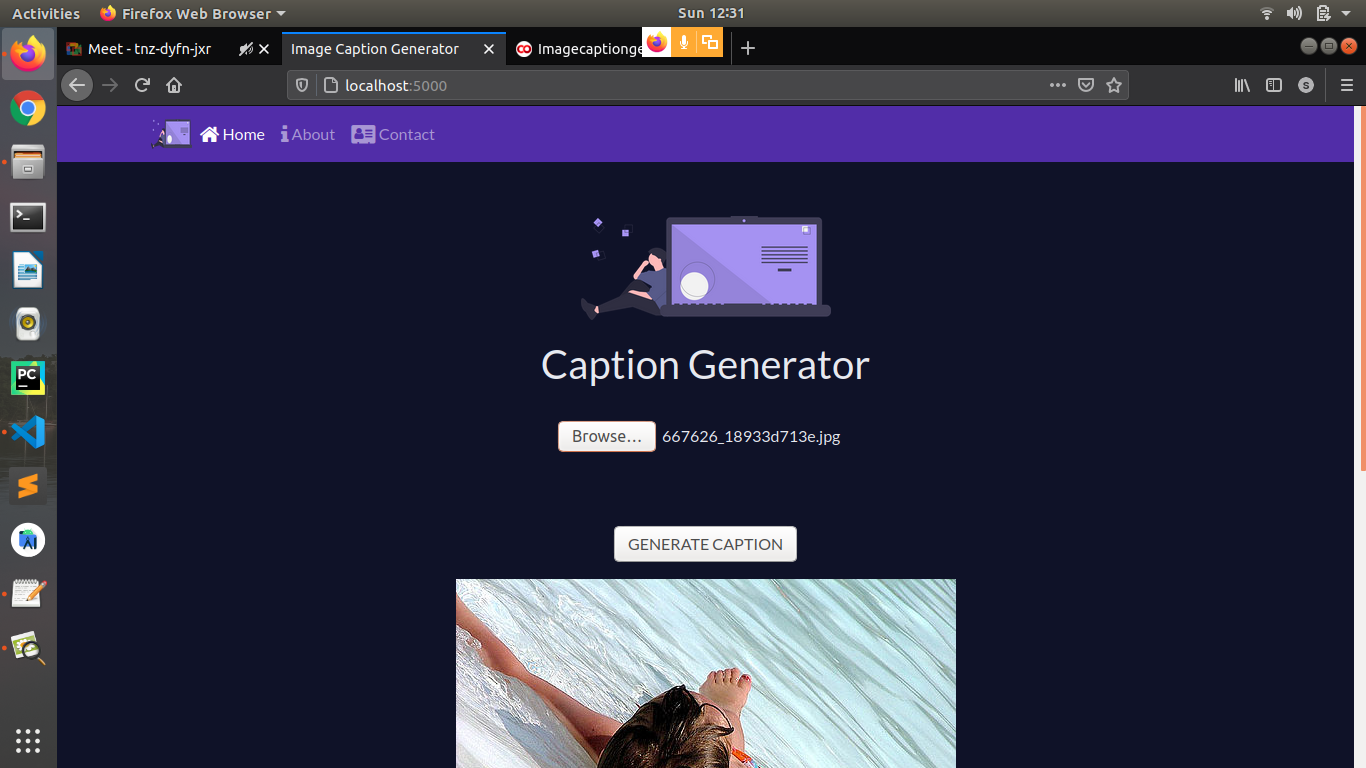 Activities Firefox Web Browser Sun 12:31
Meet - tnz-dyfn-jxr Image Caption Generator Imagecaptionge
localhost:5000 S
Home About Contact
Caption Generator
Browse... 667626_18933d713e.jpg
GENERATE CAPTION
PC